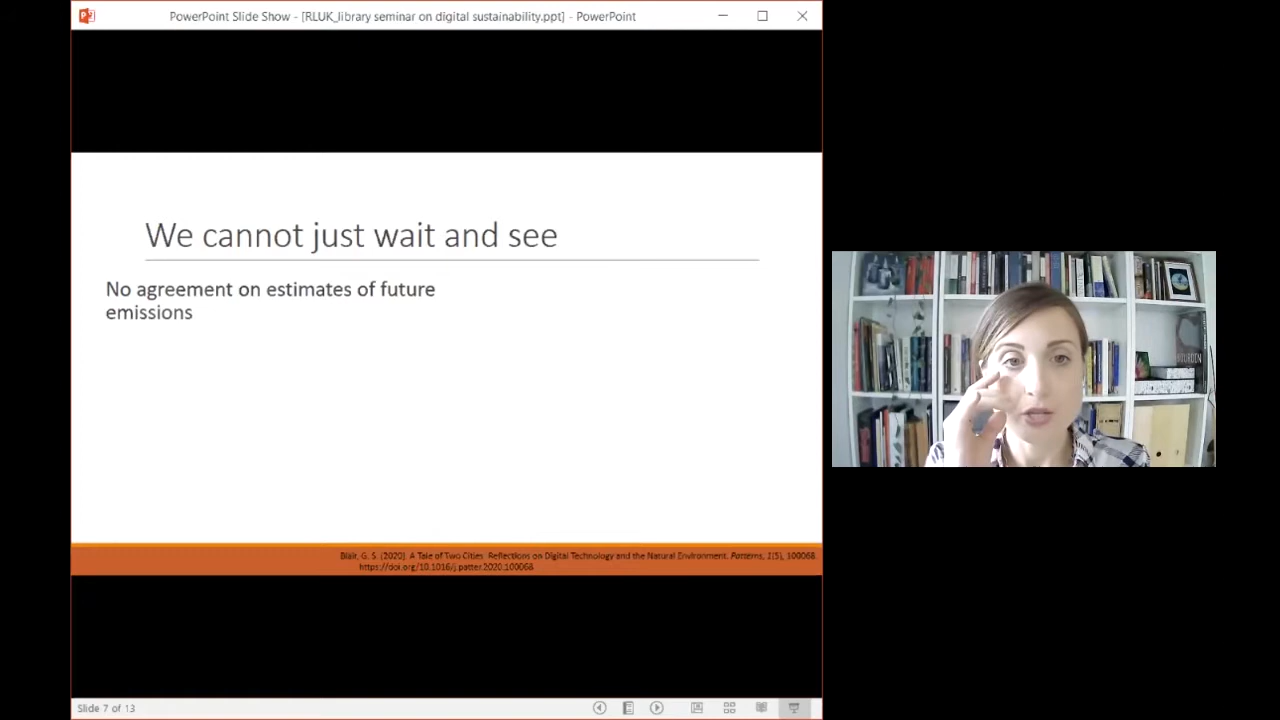 PowerPoint Slide Show - [RLUK_library seminar on digital sustainability.ppt] - PowerPoint
We cannot just wait and see
No agreement on estimates of future
emissions
Blair, G. S. (2020). A Tale of Two Cities: Reflections on Digital Technology and the Natural Environment. Patterns, 1(5), 100068.
https://doi.org/10.1016/j.patter.2020.100068
Slide 7 of 13